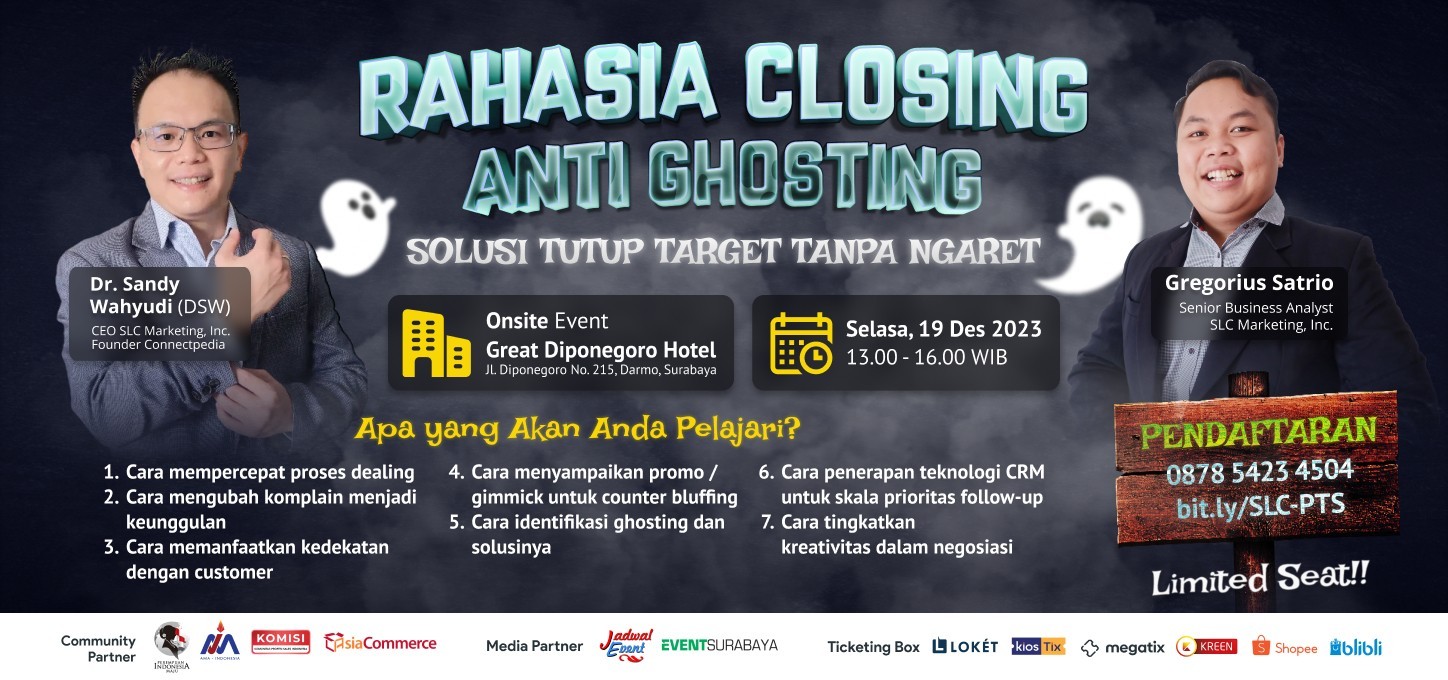 RAHASIA CLOSING
ANTI GHOSTING
SOLUSI TUTUP TARGET TANPA NGARET
Dr. Sandy
Wahyudi (DSW)
CEO SLC Marketing, Inc.
Founder Connectpedia
Gregorius Satrio
Senior Business Analyst
SLC Marketing, Inc.
Onsite Event
Great Diponegoro Hotel
Jl. Diponegoro No. 215, Darmo, Surabaya
Selasa, 19 Des 2023
13.00 - 16.00 WIB
Apa yang Akan Anda Pelajari?
1. Cara mempercepat proses dealing
2. Cara mengubah komplain menjadi
keunggulan
3. Cara memanfaatkan kedekatan
dengan customer
4. Cara menyampaikan promo /
gimmick untuk counter bluffing
5. Cara identifikasi ghosting dan
solusinya
6. Cara penerapan teknologi CRM
untuk skala prioritas follow-up
7. Cara tingkatkan
kreativitas dalam negosiasi
PENDAFTARAN
0878 5423 4504
bit.ly/SLC-PTS
Limited Seat!!
Community
Partner
PEREMPUAN
INDONESIA
MAJU
AMA - INDONESIA
KOMISI
AsiaCommerce
Media Partner
Jadwal
Event
EVENTSURABAYA
Ticketing Box
LOKÉT
kiosTix
megatix
KREEN
Shopee
blibli